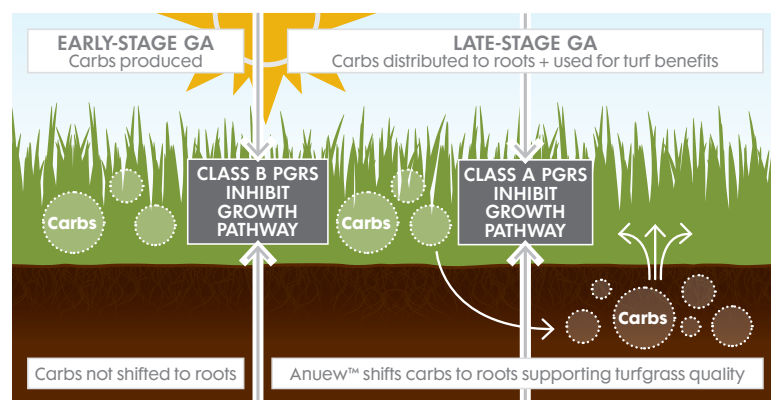 EARLY-STAGE GA
Carbs produced
LATE-STAGE GA
Carbs distributed to roots + used for turf benefits
CLASS B PGRS
INHIBIT
GROWTH
PATHWAY
CLASS A PGRS
INHIBIT
GROWTH
PATHWAY
Carbs
Carbs
Carbs
Carbs not shifted to roots
Anuew™ shifts carbs to roots supporting turfgrass quality